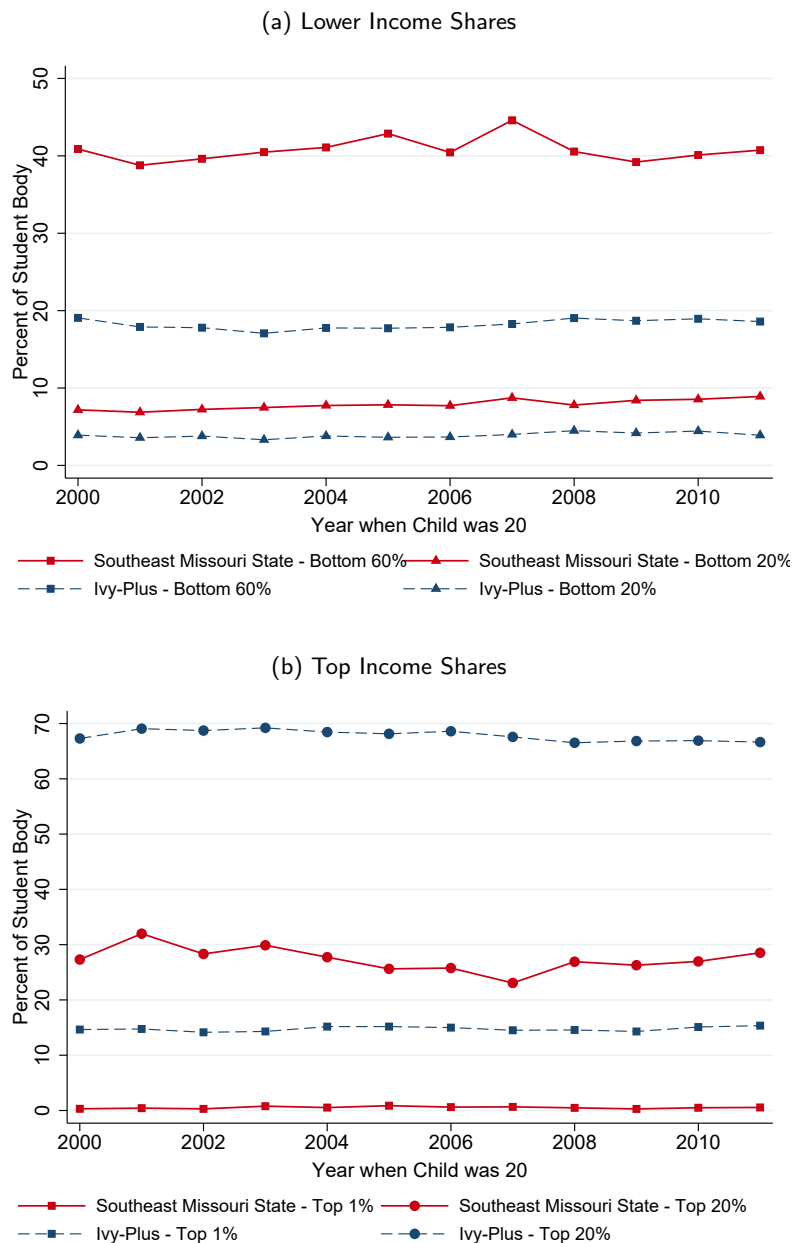 (a) Lower Income Shares
50
40
30
20
10
0
Percent of Student Body
2000 2002 2004 2006 2008 2010
Year when Child was 20
Southeast Missouri State - Bottom 60% Southeast Missouri State - Bottom 20%
Ivy-Plus - Bottom 60% Ivy-Plus - Bottom 20%
(b) Top Income Shares
70
60
50
40
30
20
10
0
Percent of Student Body
2000 2002 2004 2006 2008 2010
Year when Child was 20
Southeast Missouri State - Top 1% Southeast Missouri State - Top 20%
Ivy-Plus - Top 1% Ivy-Plus - Top 20%